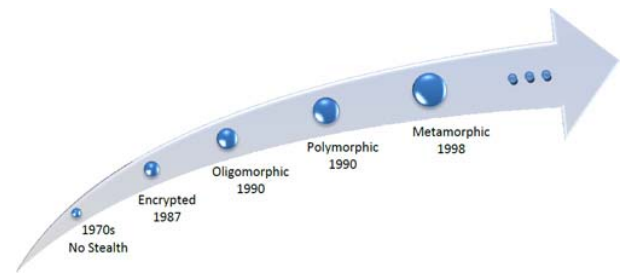 1970s
No Stealth
Encrypted
1987
Oligomorphic
1990
Polymorphic
1990
Metamorphic
1998